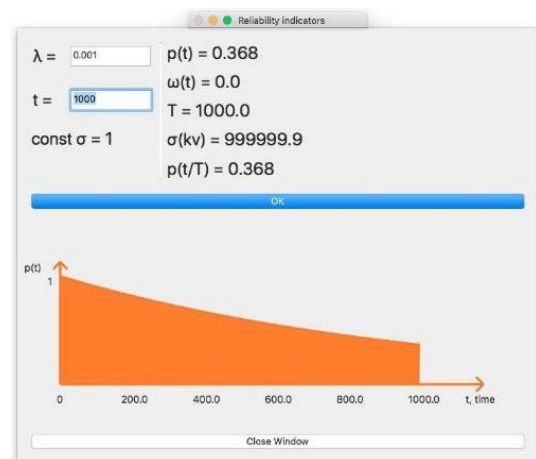 Reliability indicators
λ = 0.001
t = 1000
const σ = 1
p(t) = 0.368
ω(t) = 0.0
T = 1000.0
σ(kv) = 999999.9
p(t/T) = 0.368
OK
p(t)
1
0 200.0 400.0 600.0 800.0 1000.0 t, time
Close Window